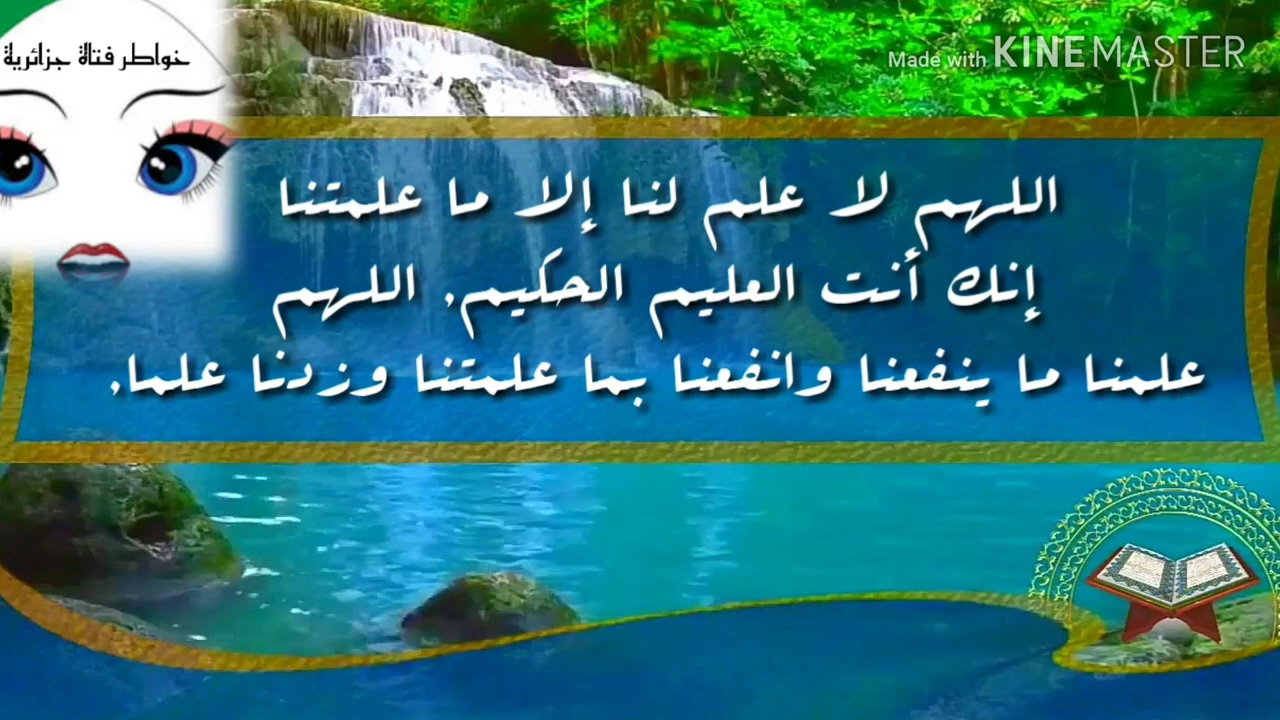 خواطر فتاة جزائرية
Made with KINEMASTER
اللهم لا علم لنا إلا ما علمتنا
إنك أنت العليم الحكيم, اللهم
علمنا ما ينفعنا وانفعنا بما علمتنا وزدنا علما,